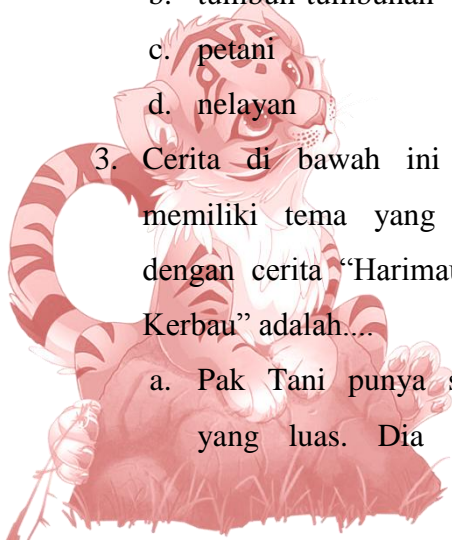 c. petani
d. nelayan
3. Cerita di bawah ini
memiliki tema yang
dengan cerita “Harimau
Kerbau” adalah....
a. Pak Tani punya
yang luas. Dia